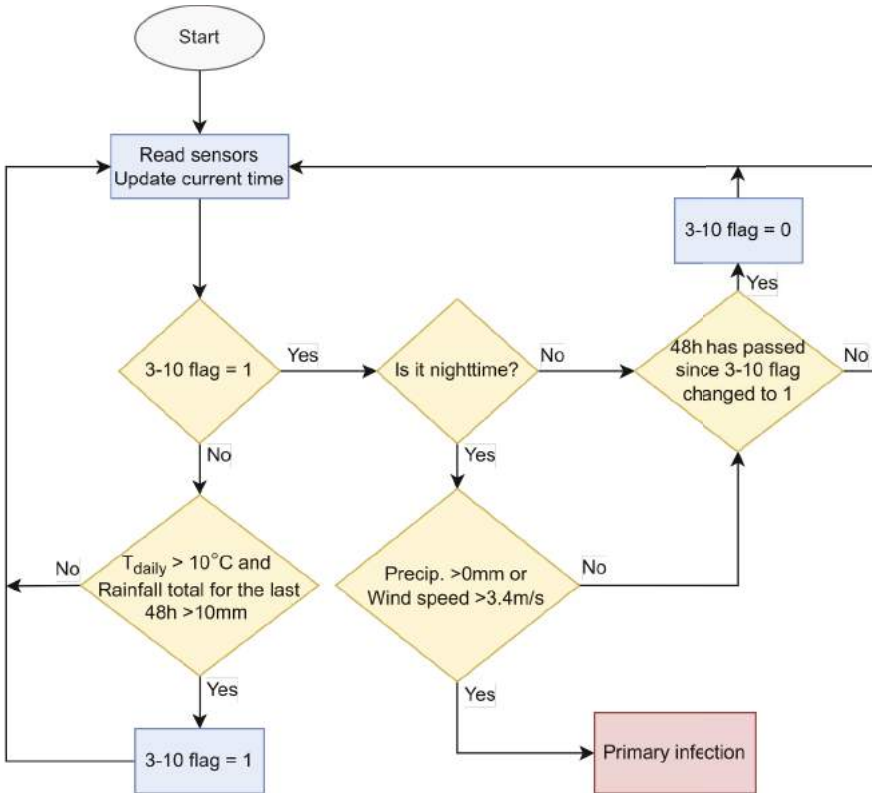 Start
Read sensors
Update current time
3-10 flag = 0
Yes
3-10 flag = 1
Yes
Is it nighttime?
No
48h has passed
since 3-10 flag
changed to 1
No
No
Yes
T_daily > 10°C and
Rainfall total for the last
48h >10mm
No
Precip. >0mm or
Wind speed >3.4m/s
No
Yes
Yes
3-10 flag = 1
Primary infection